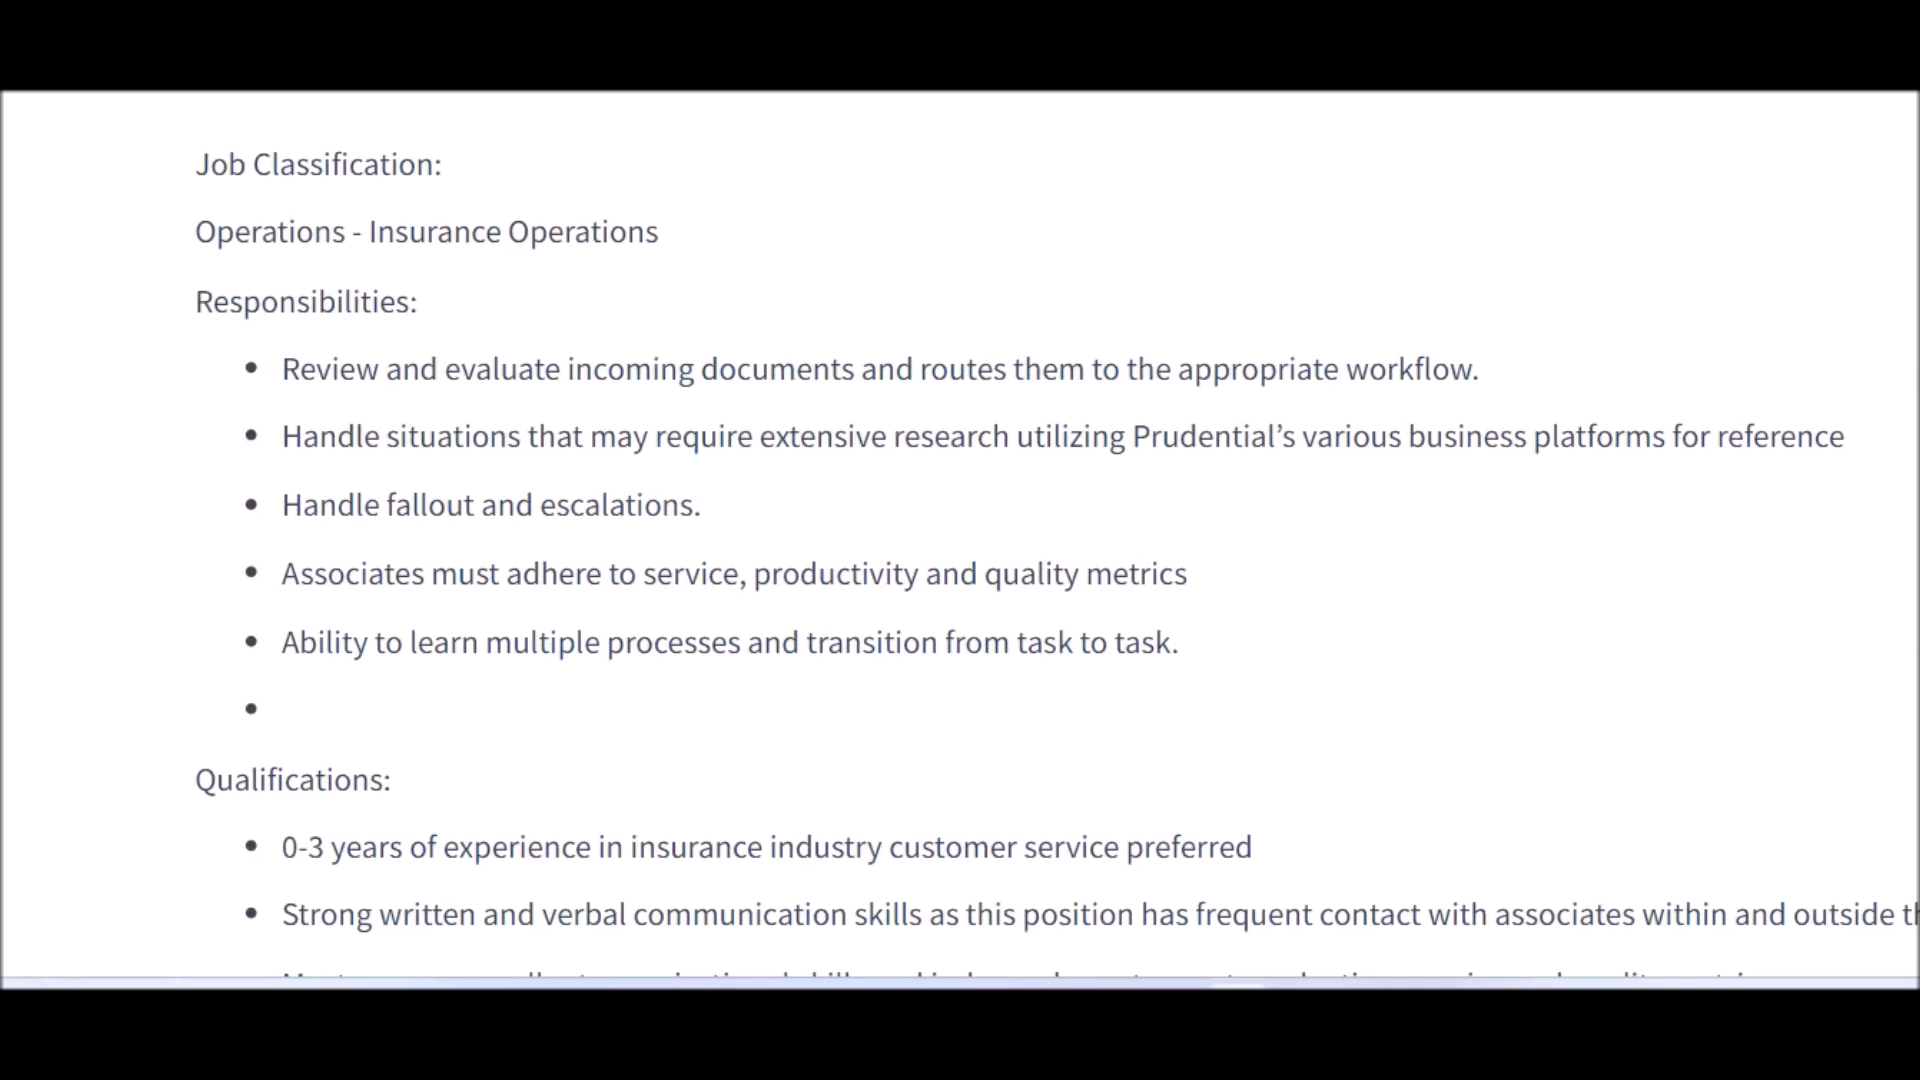 Job Classification:
Operations - Insurance Operations
Responsibilities:
• Review and evaluate incoming documents and routes them to the appropriate workflow.
• Handle situations that may require extensive research utilizing Prudential’s various business platforms for reference
• Handle fallout and escalations.
• Associates must adhere to service, productivity and quality metrics
• Ability to learn multiple processes and transition from task to task.
•
Qualifications:
• 0-3 years of experience in insurance industry customer service preferred
• Strong written and verbal communication skills as this position has frequent contact with associates within and outside